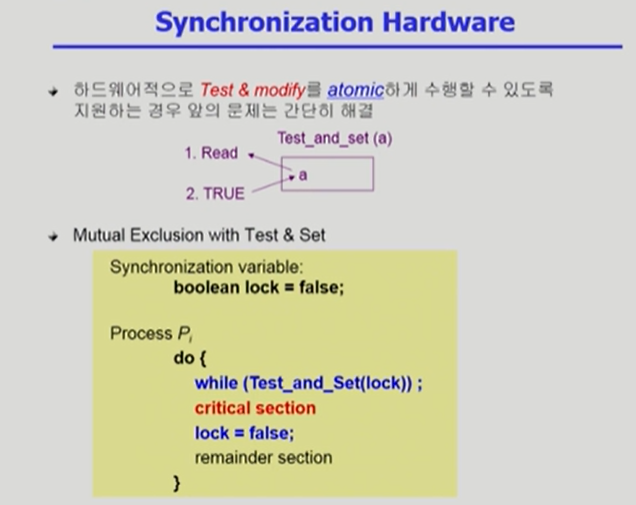 Synchronization Hardware
하드웨어적으로 Test & modify를 atomic하게 수행할 수 있도록
지원하는 경우 앞의 문제는 간단히 해결
Test_and_set (a)
1. Read
a
2. TRUE
Mutual Exclusion with Test & Set
Synchronization variable:
boolean lock = false;
Process Pi
do {
while (Test_and_Set(lock)) ;
critical section
lock = false;
remainder section
}